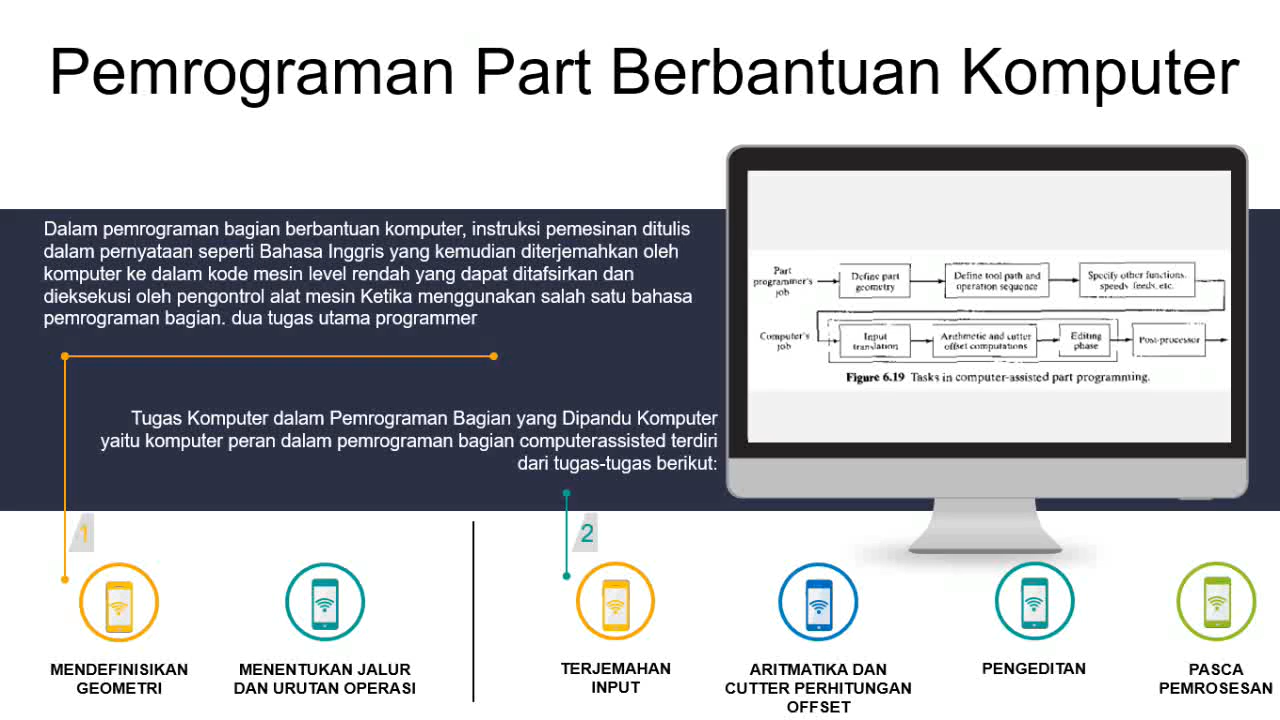 Pemrograman Part Berbantuan Komputer
Dalam pemrograman bagian berbantuan komputer, instruksi pemesinan ditulis
dalam pernyataan seperti Bahasa Inggris yang kemudian diterjemahkan oleh
komputer ke dalam kode mesin level rendah yang dapat ditafsirkan dan
dieksekusi oleh pengontrol alat mesin Ketika menggunakan salah satu bahasa
pemrograman bagian. dua tugas utama programmer
Tugas Komputer dalam Pemrograman Bagian yang Dipandu Komputer
yaitu komputer peran dalam pemrograman bagian computerassisted terdiri
dari tugas-tugas berikut:
Part
programmer's
job
Define part
geometry
Define tool path and
operation sequence
Specify other functions.
speeds, feeds, etc.
Computer's
job
Input
translation
Arithmetic and cutter
offset computations
Editing
phase
Post-processor
Figure 6.19 Tasks in computer-assisted part programming.
1
MENDEFINISIKAN
GEOMETRI
MENENTUKAN JALUR
DAN URUTAN OPERASI
2
TERJEMAHAN
INPUT
ARITMATIKA DAN
CUTTER PERHITUNGAN
OFFSET
PENGEDITAN
PASCA
PEMROSESAN